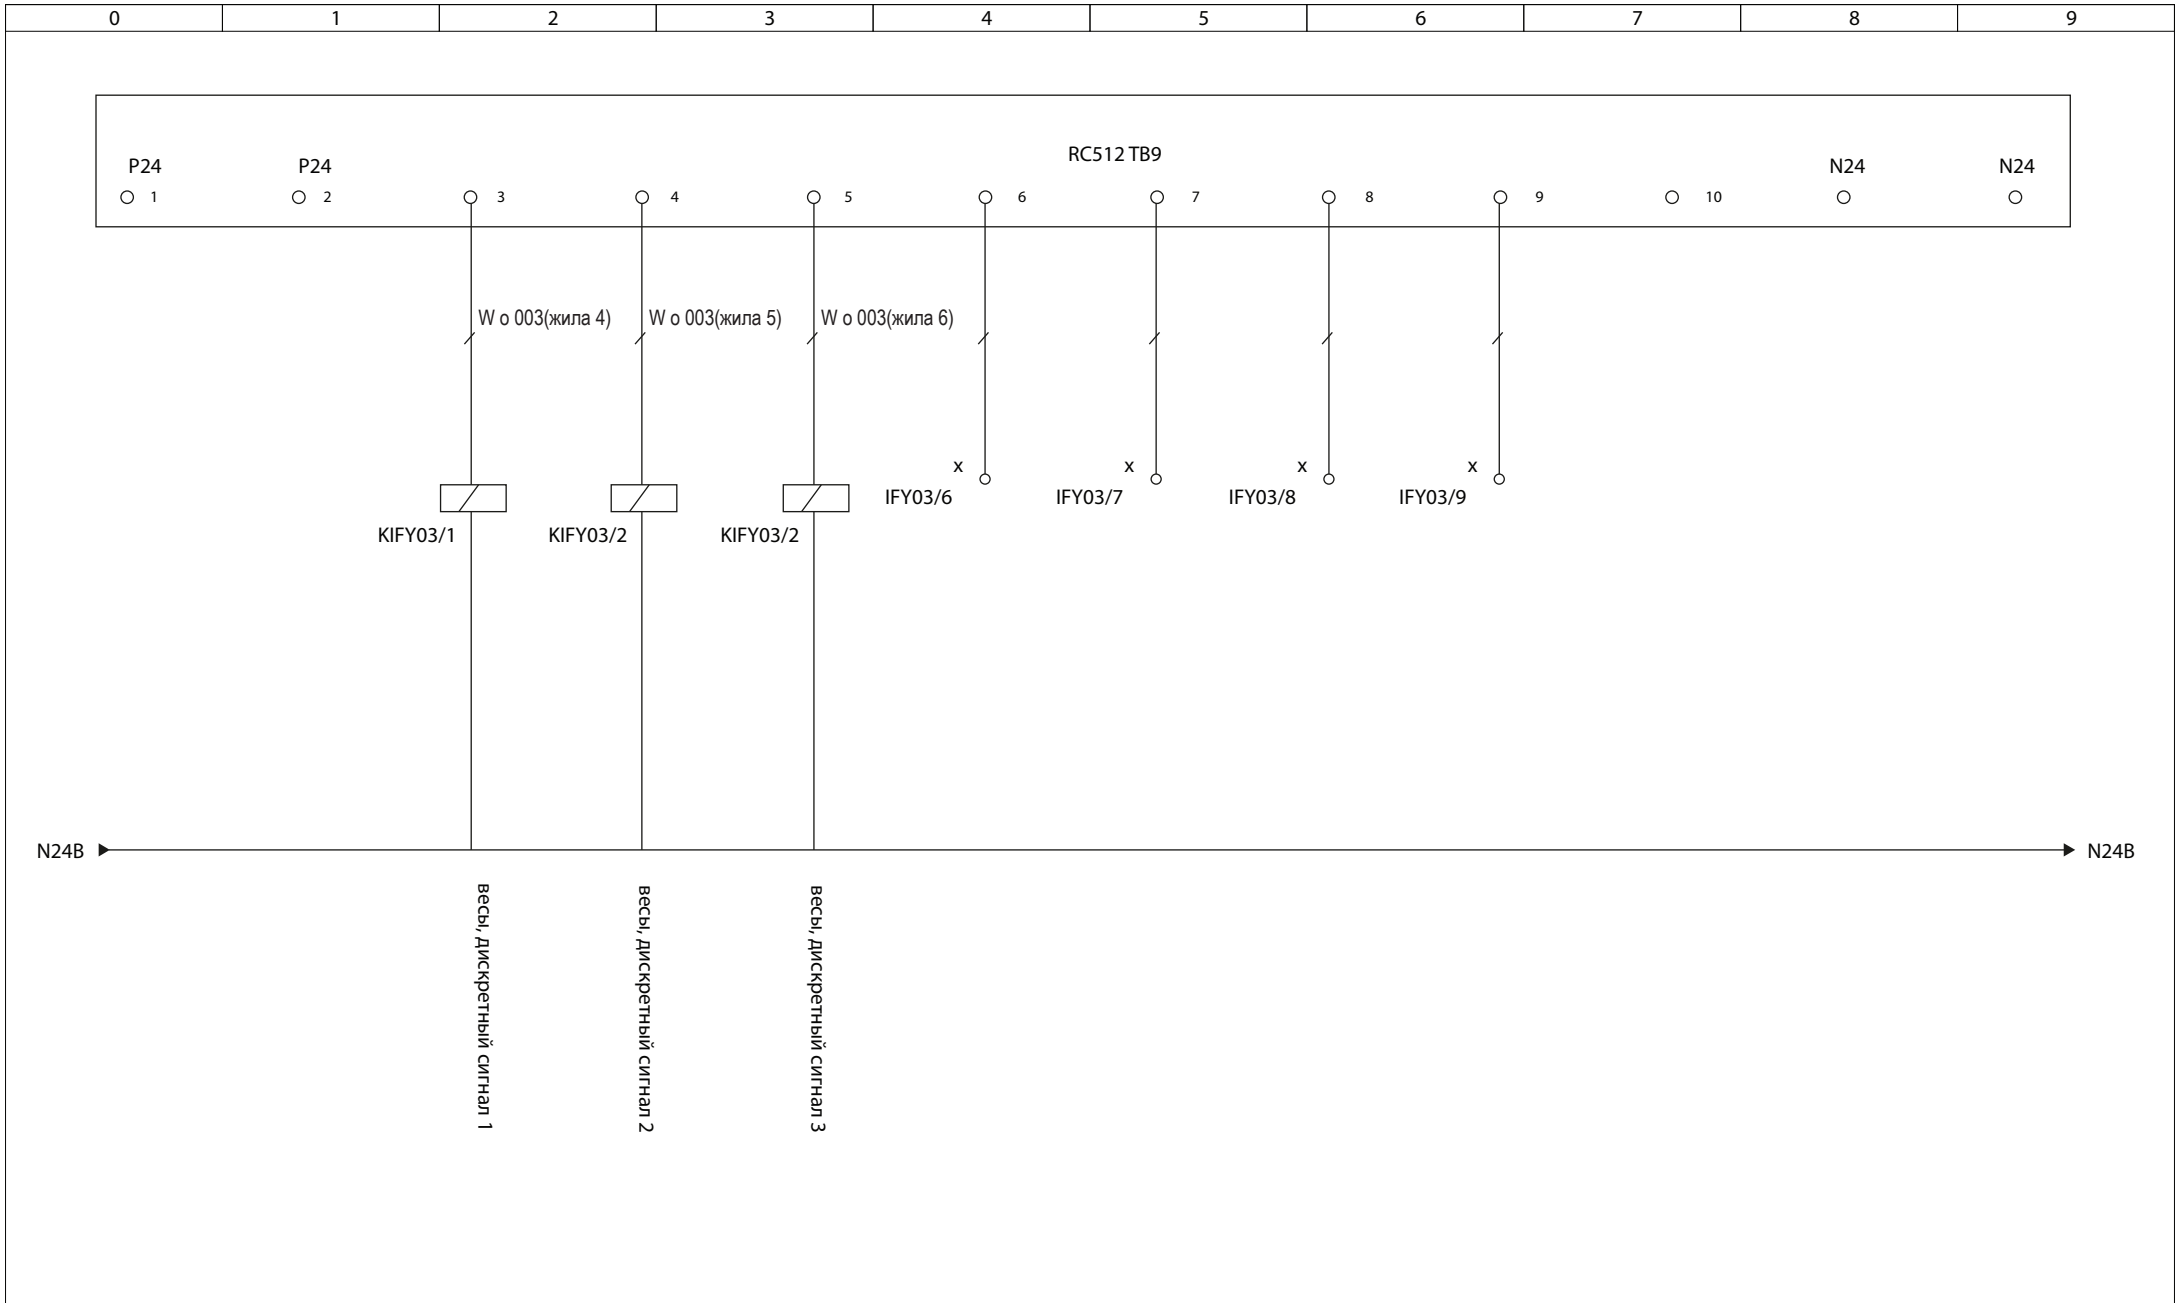 0 1 2 3 4 5 6 7 8 9
RC512 TB9
P24 P24 N24 N24
1 2 3 4 5 6 7 8 9 10
W о 003(жила 4) W о 003(жила 5) W о 003(жила 6)
x x x x
IFY03/6 IFY03/7 IFY03/8 IFY03/9
KIFY03/1 KIFY03/2 KIFY03/2
N24B N24B
весы, дискретный сигнал 1
весы, дискретный сигнал 2
весы, дискретный сигнал 3